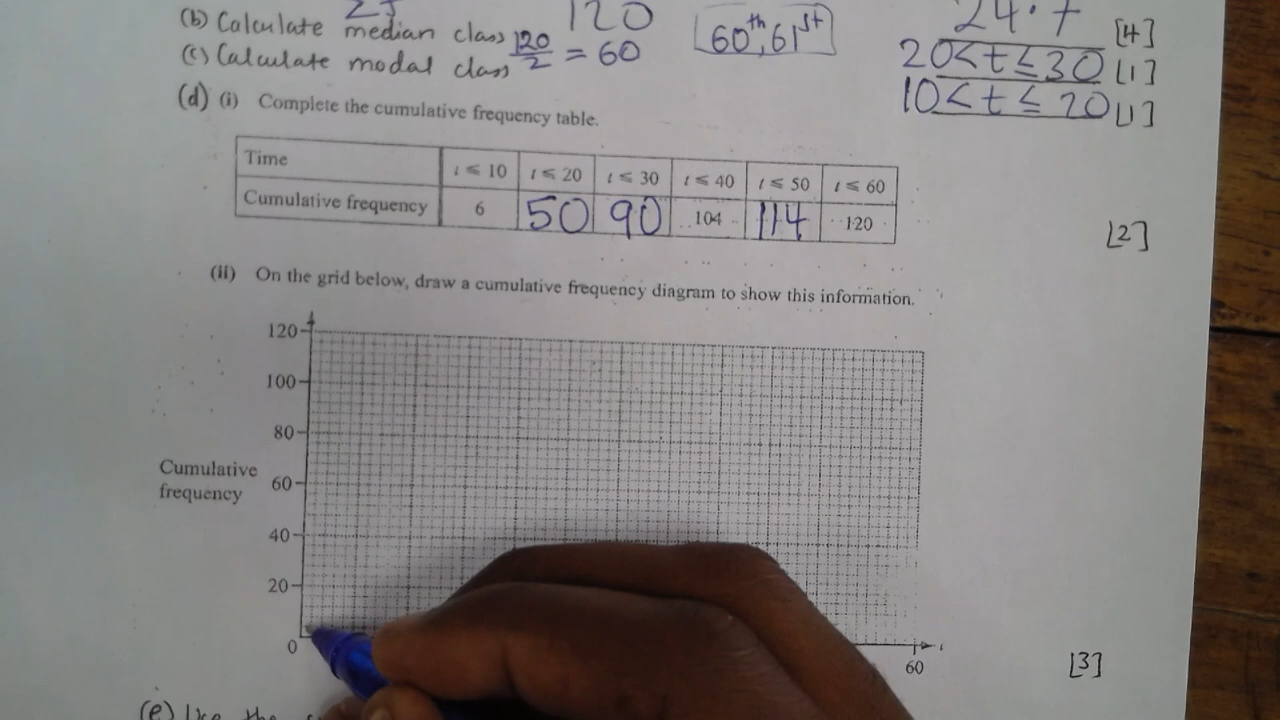 120 24.7
(b) Calculate median class 60th, 61st [4]
(c) Calculate modal class 120/2 = 60 20<t≤30 [1]
10<t≤20 [1]
(d) (i) Complete the cumulative frequency table.
Time t ≤ 10 t ≤ 20 t ≤ 30 t ≤ 40 t ≤ 50 t ≤ 60
Cumulative frequency 6 50 90 104 114 120
[2]
(ii) On the grid below, draw a cumulative frequency diagram to show this information.
120
100
80
Cumulative
frequency
60
40
20
0
60
t
[3]
(e) Use the